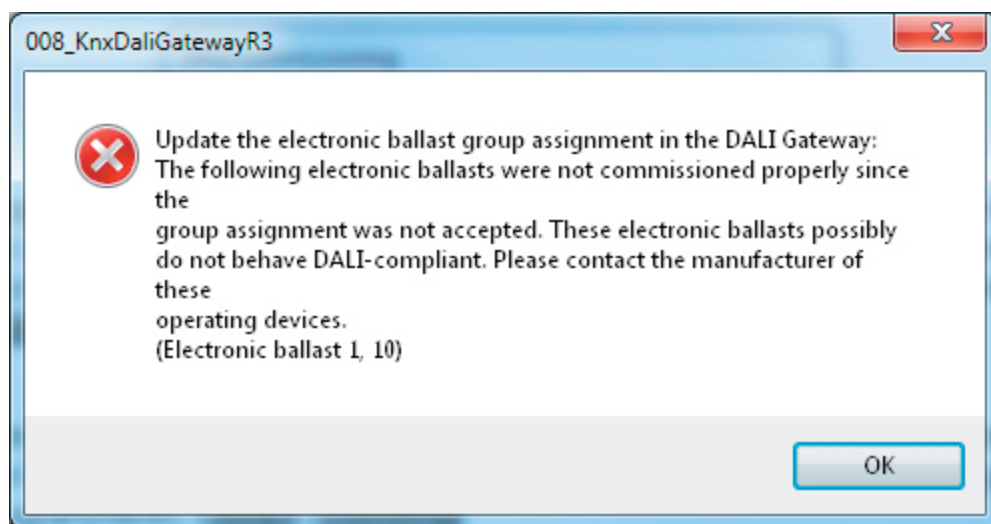 008_KnxDaliGatewayR3
Update the electronic ballast group assignment in the DALI Gateway:
The following electronic ballasts were not commissioned properly since
the
group assignment was not accepted. These electronic ballasts possibly
do not behave DALI-compliant. Please contact the manufacturer of
these
operating devices.
(Electronic ballast 1, 10)
OK